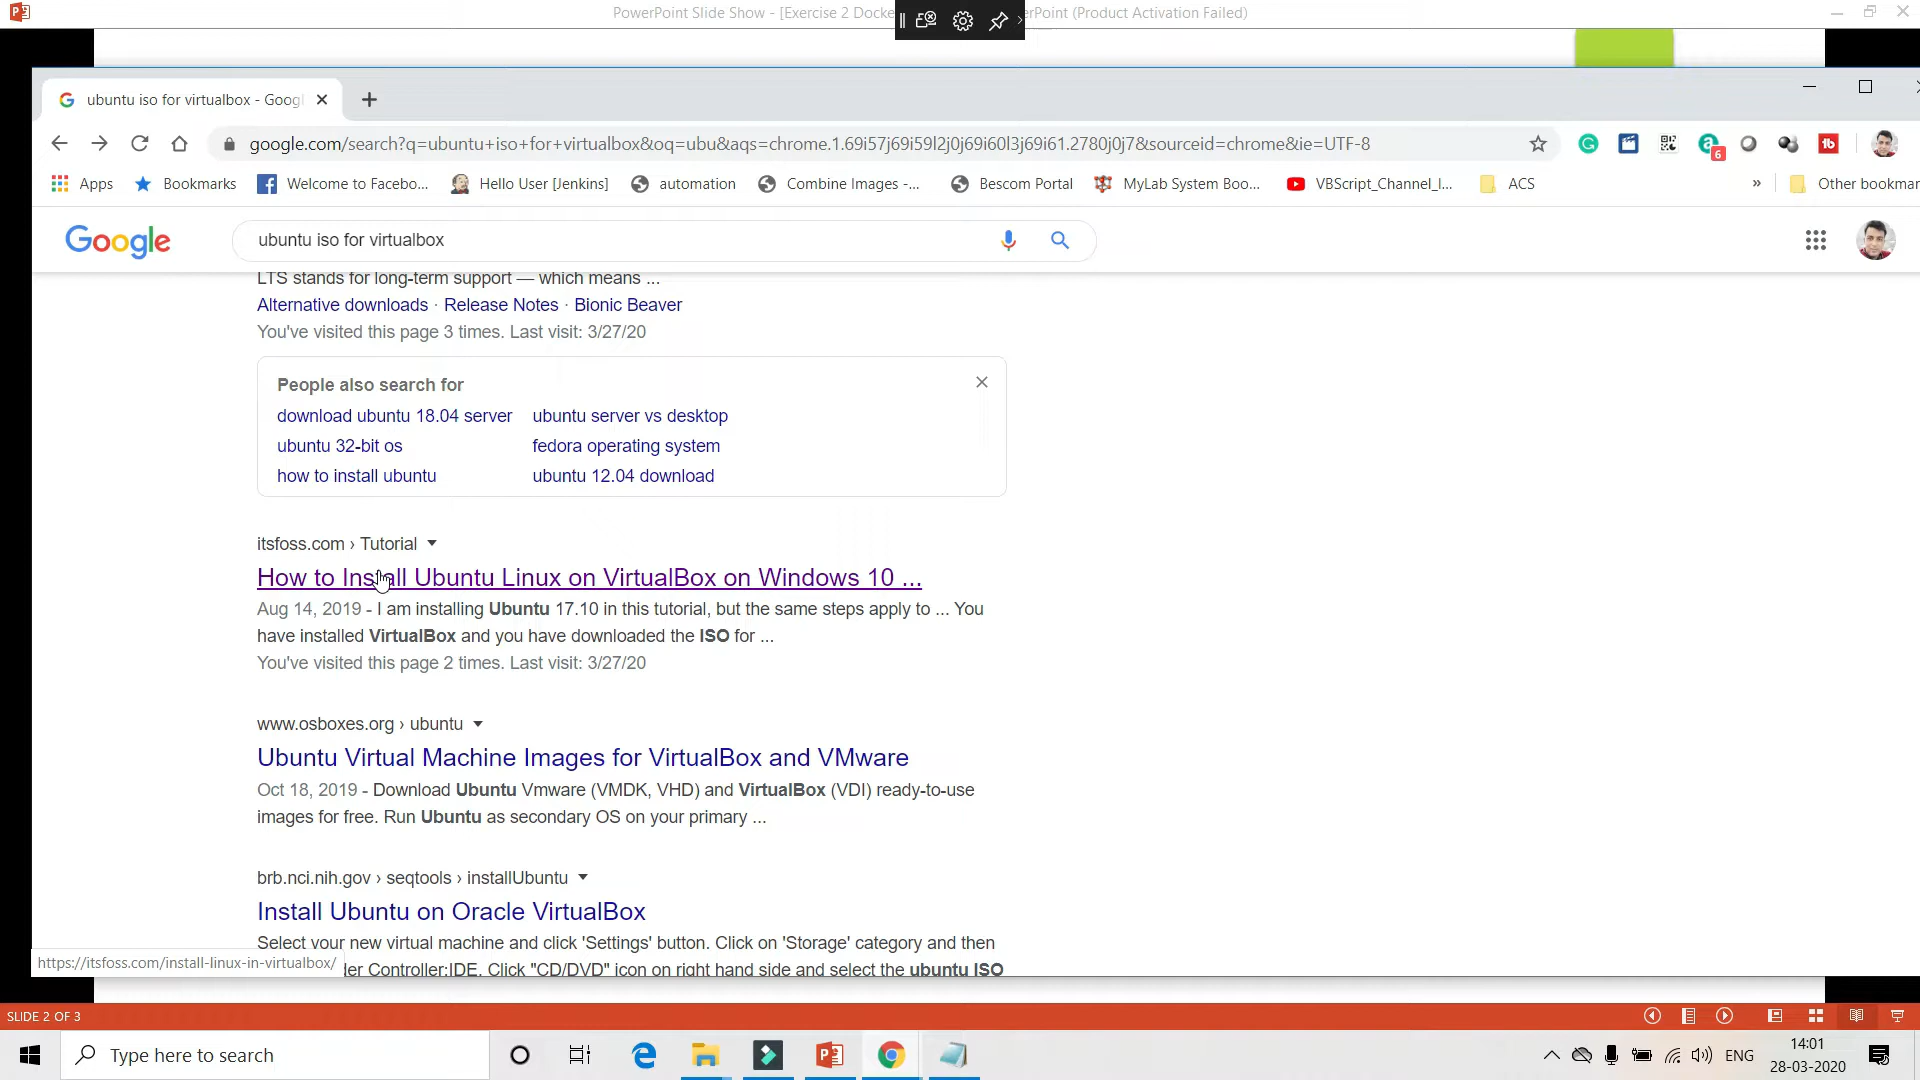 PowerPoint Slide Show - [Exercise 2 Docke
rPoint (Product Activation Failed)
ubuntu iso for virtualbox - Goog
google.com/search?q=ubuntu+iso+for+virtualbox&oq=ubu&aqs=chrome.1.69i57j69i59l2j0j69i60l3j69i61.2780j0j7&sourceid=chrome&ie=UTF-8
6
Apps Bookmarks Welcome to Facebo... Hello User [Jenkins] automation Combine Images -... Bescom Portal MyLab System Boo... VBScript_Channel_I... ACS » Other bookmar
Google ubuntu iso for virtualbox
LTS stands for long-term support — which means ...
Alternative downloads · Release Notes · Bionic Beaver
You've visited this page 3 times. Last visit: 3/27/20
People also search for
download ubuntu 18.04 server ubuntu server vs desktop
ubuntu 32-bit os fedora operating system
how to install ubuntu ubuntu 12.04 download
itsfoss.com › Tutorial
How to Install Ubuntu Linux on VirtualBox on Windows 10 ...
Aug 14, 2019 - I am installing Ubuntu 17.10 in this tutorial, but the same steps apply to ... You
have installed VirtualBox and you have downloaded the ISO for ...
You've visited this page 2 times. Last visit: 3/27/20
www.osboxes.org › ubuntu
Ubuntu Virtual Machine Images for VirtualBox and VMware
Oct 18, 2019 - Download Ubuntu Vmware (VMDK, VHD) and VirtualBox (VDI) ready-to-use
images for free. Run Ubuntu as secondary OS on your primary ...
brb.nci.nih.gov › seqtools › installUbuntu
Install Ubuntu on Oracle VirtualBox
Select your new virtual machine and click 'Settings' button. Click on 'Storage' category and then
https://itsfoss.com/install-linux-in-virtualbox/
der Controller:IDE. Click "CD/DVD" icon on right hand side and select the ubuntu ISO
SLIDE 2 OF 3
Type here to search
ENG
14:01
28-03-2020